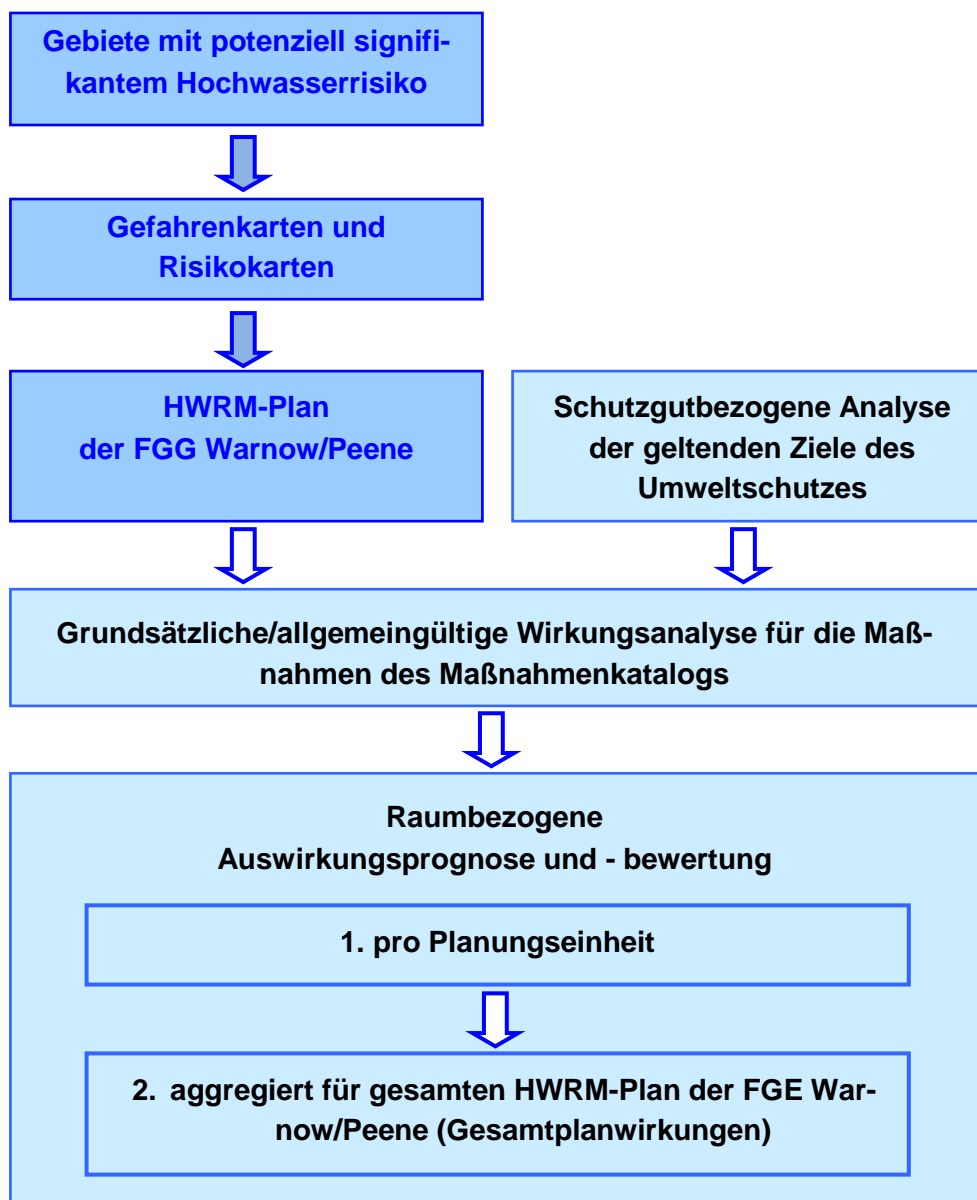 Gebiete mit potenziell signifi-
kantem Hochwasserrisiko
Gefahrenkarten und
Risikokarten
HWRM-Plan
der FGG Warnow/Peene
Schutzgutbezogene Analyse
der geltenden Ziele des
Umweltschutzes
Grundsätzliche/allgemeingültige Wirkungsanalyse für die Maß-
nahmen des Maßnahmenkatalogs
Raumbezogene
Auswirkungsprognose und - bewertung
1. pro Planungseinheit
2. aggregiert für gesamten HWRM-Plan der FGE War-
now/Peene (Gesamtplanwirkungen)